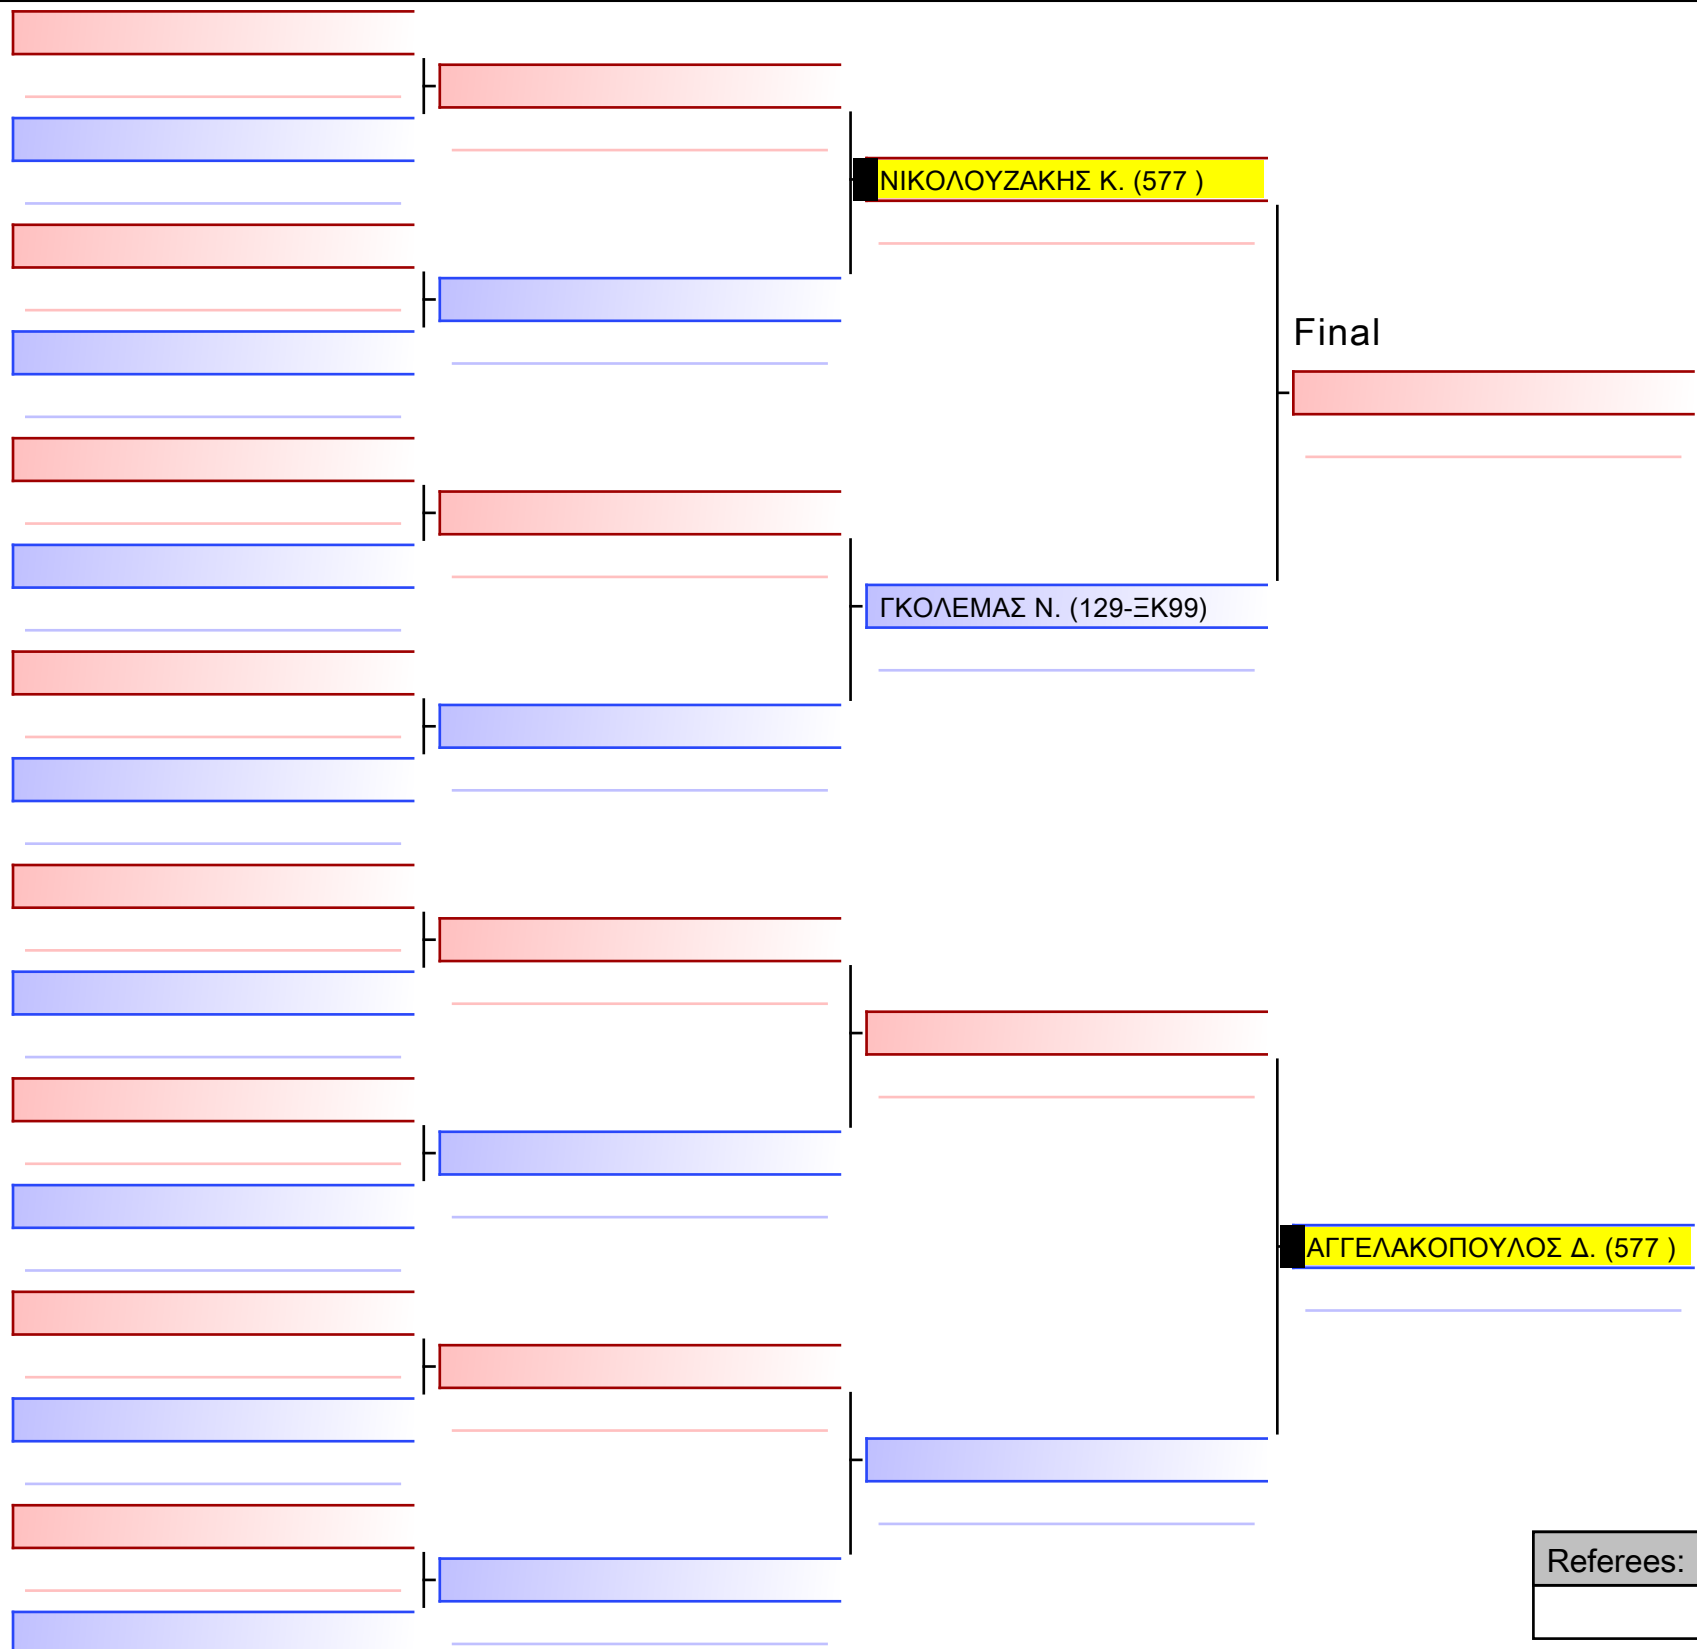 ΝΙΚΟΛΟΥΖΑΚΗΣ Κ. (577 )
Final
ΓΚΟΛΕΜΑΣ Ν. (129-ΞΚ99)
ΑΓΓΕΛΑΚΟΠΟΥΛΟΣ Δ. (577 )
Referees: